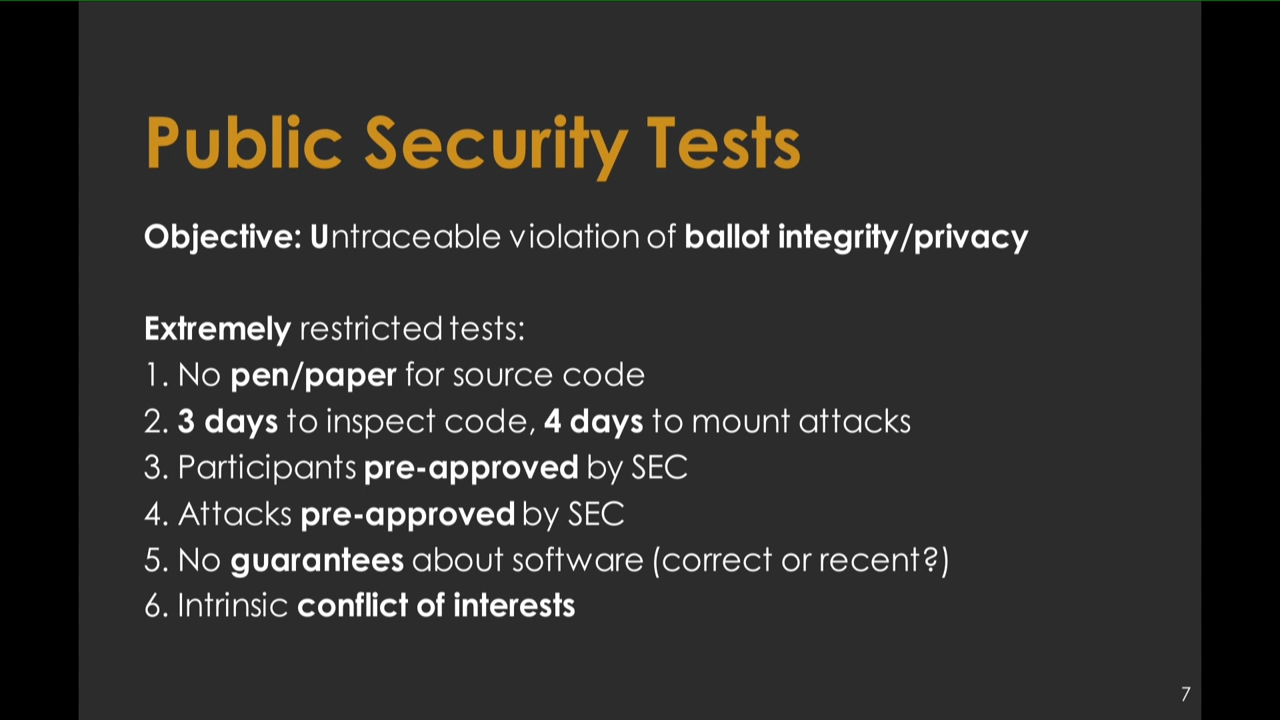 Public Security Tests
Objective: Untraceable violation of ballot integrity/privacy
Extremely restricted tests:
1. No pen/paper for source code
2. 3 days to inspect code, 4 days to mount attacks
3. Participants pre-approved by SEC
4. Attacks pre-approved by SEC
5. No guarantees about software (correct or recent?)
6. Intrinsic conflict of interests
7